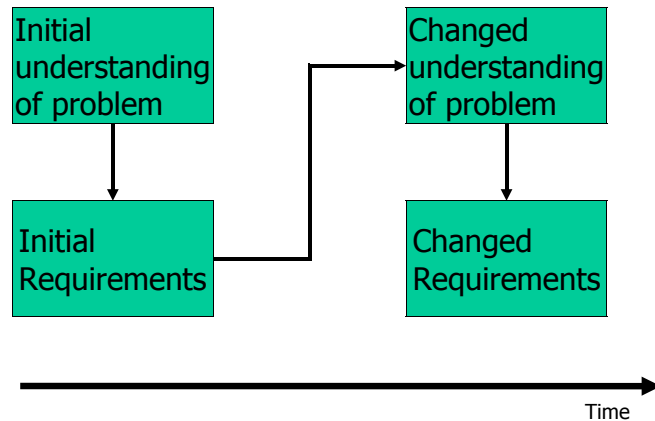 Initial
understanding
of problem
Changed
understanding
of problem
Initial
Requirements
Changed
Requirements
Time